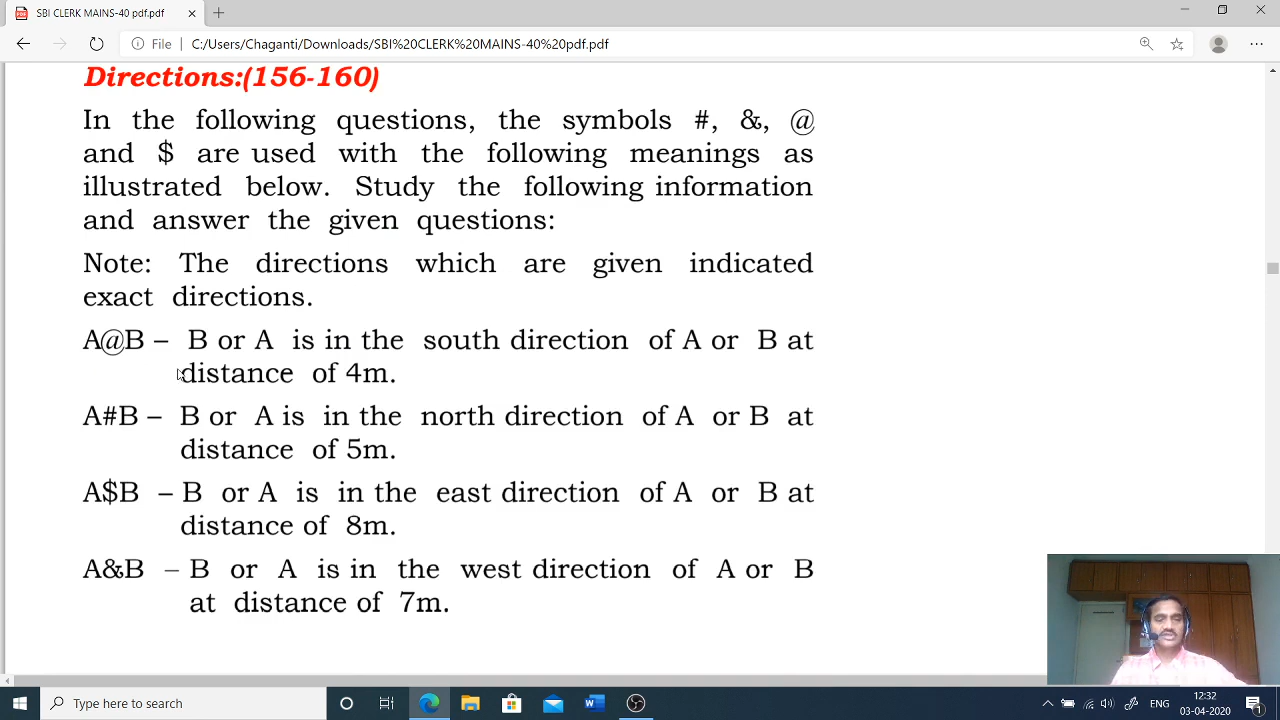 SBI CLERK MAINS-40 pdf.pdf
File
C:/Users/Chaganti/Downloads/SBI%20CLERK%20MAINS-40%20pdf.pdf
Directions:(156-160)
In the following questions, the symbols #, &, @
and $ are used with the following meanings as
illustrated below. Study the following information
and answer the given questions:
Note: The directions which are given indicated
exact directions.
A@B – B or A is in the south direction of A or B at
distance of 4m.
A#B – B or A is in the north direction of A or B at
distance of 5m.
A$B – B or A is in the east direction of A or B at
distance of 8m.
A&B – B or A is in the west direction of A or B
at distance of 7m.
Type here to search
ENG
12:32
03-04-2020